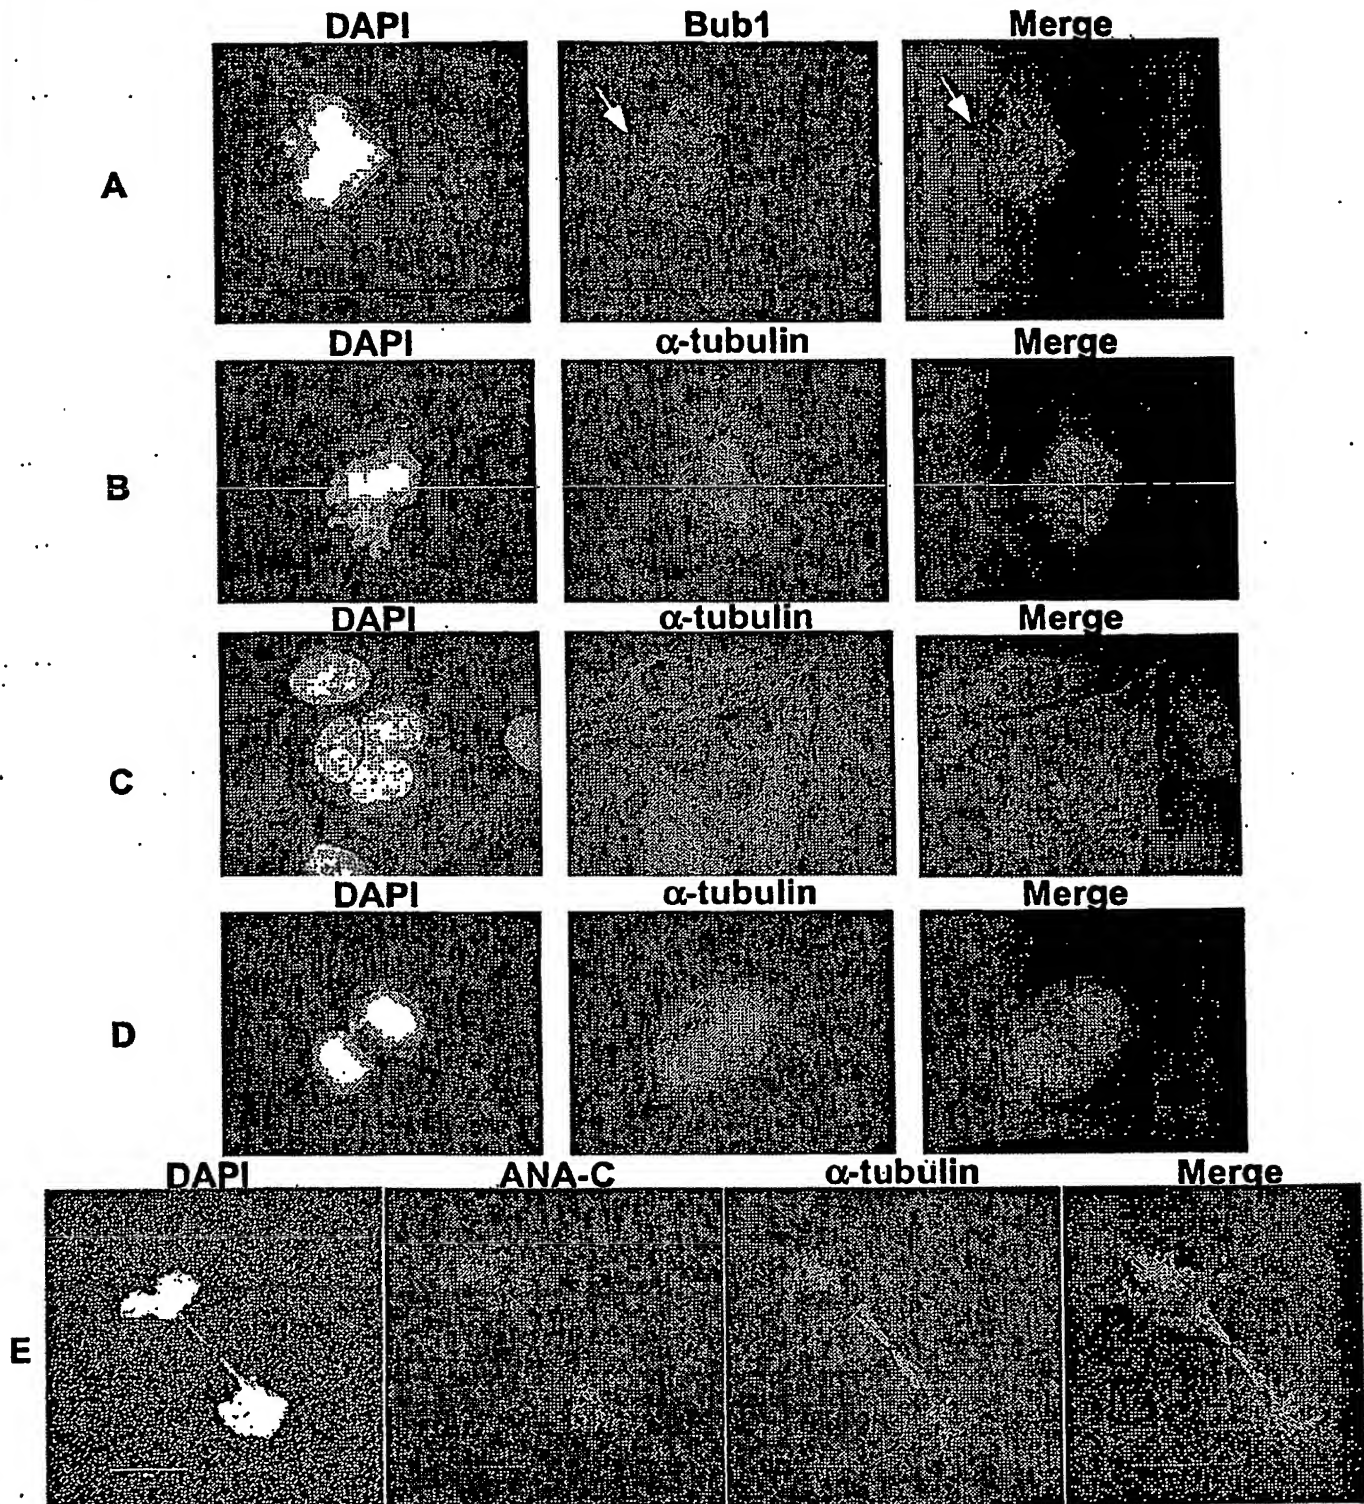 DAPI Bub1 Merge
A
DAPI α-tubulin Merge
B
DAPI α-tubulin Merge
C
DAPI α-tubulin Merge
D
DAPI ANA-C α-tubulin Merge
E